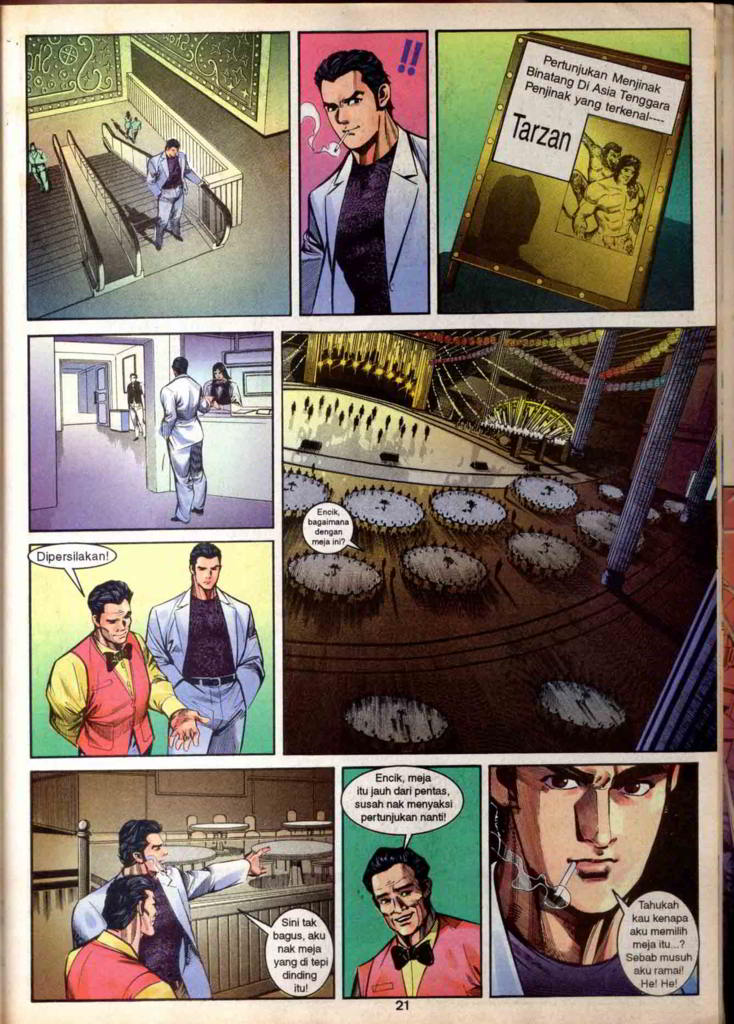 !!
Pertunjukan Menjinak
Binatang Di Asia Tenggara
Penjinak yang terkenal----
Tarzan
Encik,
bagaimana
dengan
meja ini?
Dipersilakan!
Sini tak
bagus, aku
nak meja
yang di tepi
dinding
itu!
Encik, meja
itu jauh dari pentas,
susah nak menyaksi
pertunjukan nanti!
Tahukah
kau kenapa
aku memilih
meja itu...?
Sebab musuh
aku ramai!
He! He!
21